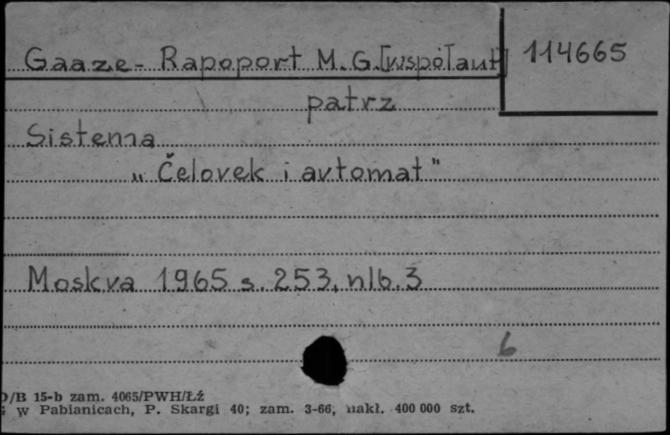 Gaaze-Rapoport M.G. [współaut]
114665
patrz
Sistema
„Čelovek i avtomat"
Moskva 1965 s. 253, nlb. 3
6
D/B 15-b zam. 4065/PWH/Łź
G w Pabianicach, P. Skargi 40; zam. 3-66, nakł. 400 000 szt.